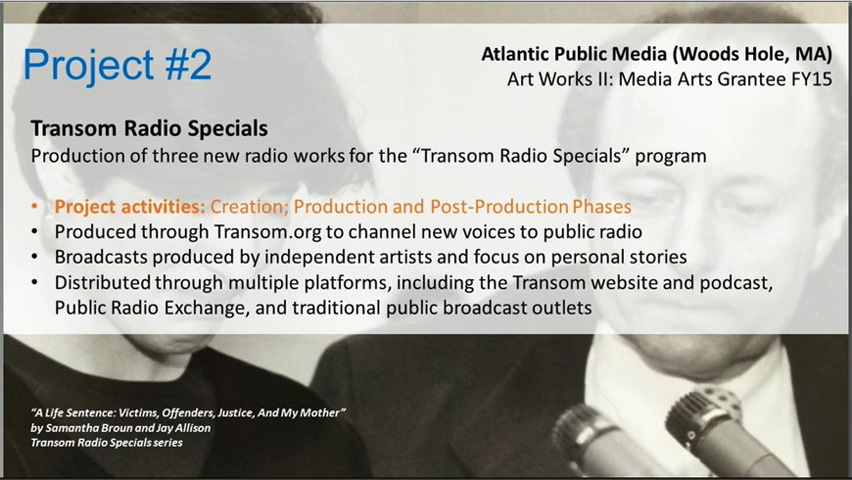 Project #2
Atlantic Public Media (Woods Hole, MA)
Art Works II: Media Arts Grantee FY15
Transom Radio Specials
Production of three new radio works for the “Transom Radio Specials” program
• Project activities: Creation; Production and Post-Production Phases
• Produced through Transom.org to channel new voices to public radio
• Broadcasts produced by independent artists and focus on personal stories
• Distributed through multiple platforms, including the Transom website and podcast,
Public Radio Exchange, and traditional public broadcast outlets
“A Life Sentence: Victims, Offenders, Justice, And My Mother”
by Samantha Broun and Jay Allison
Transom Radio Specials series